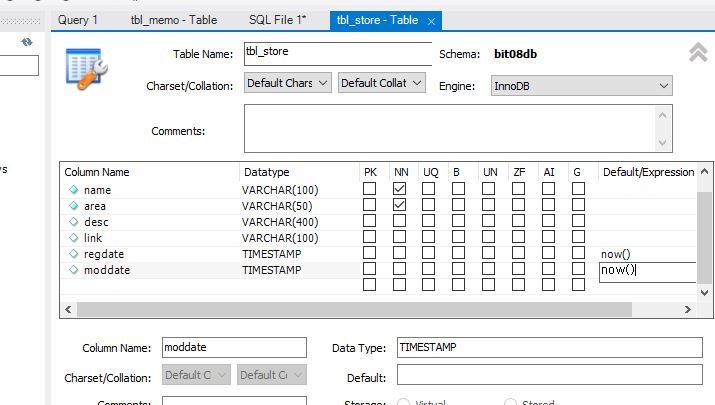 Query 1 tbl_memo - Table SQL File 1* tbl_store - Table ×
Table Name: tbl_store Schema: bit08db
Charset/Collation: Default Chars Default Collat Engine: InnoDB
Comments:
Column Name Datatype PK NN UQ B UN ZF AI G Default/Expression
name VARCHAR(100)
area VARCHAR(50)
desc VARCHAR(400)
link VARCHAR(100)
regdate TIMESTAMP now()
moddate TIMESTAMP now()
Column Name: moddate Data Type: TIMESTAMP
Charset/Collation: Default C Default Co Default:
Comments: Storage: Virtual Stored